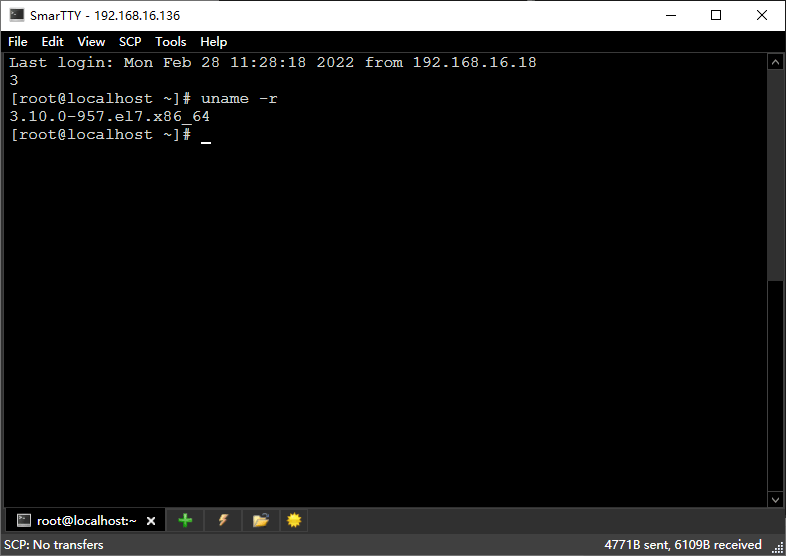 SmarTTY - 192.168.16.136
File Edit View SCP Tools Help
Last login: Mon Feb 28 11:28:18 2022 from 192.168.16.18
3
[root@localhost ~]# uname -r
3.10.0-957.el7.x86_64
[root@localhost ~]# _
root@localhost:~
SCP: No transfers 4771B sent, 6109B received